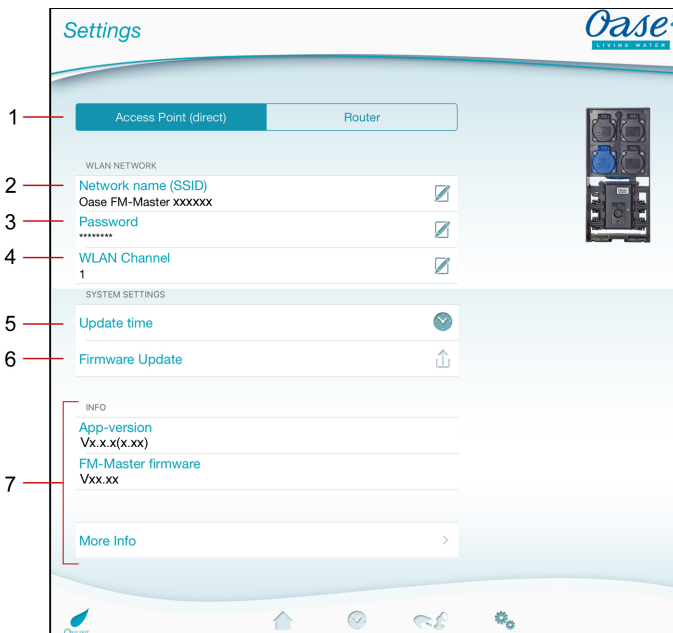 Settings
Oase
LIVING WATER
1
Access Point (direct) Router
WLAN NETWORK
2
Network name (SSID)
Oase FM-Master xxxxxx
3
Password
********
4
WLAN Channel
1
SYSTEM SETTINGS
5
Update time
6
Firmware Update
INFO
App-version
Vx.x.x(x.xx)
FM-Master firmware
Vxx.xx
7
More Info
ONLINE